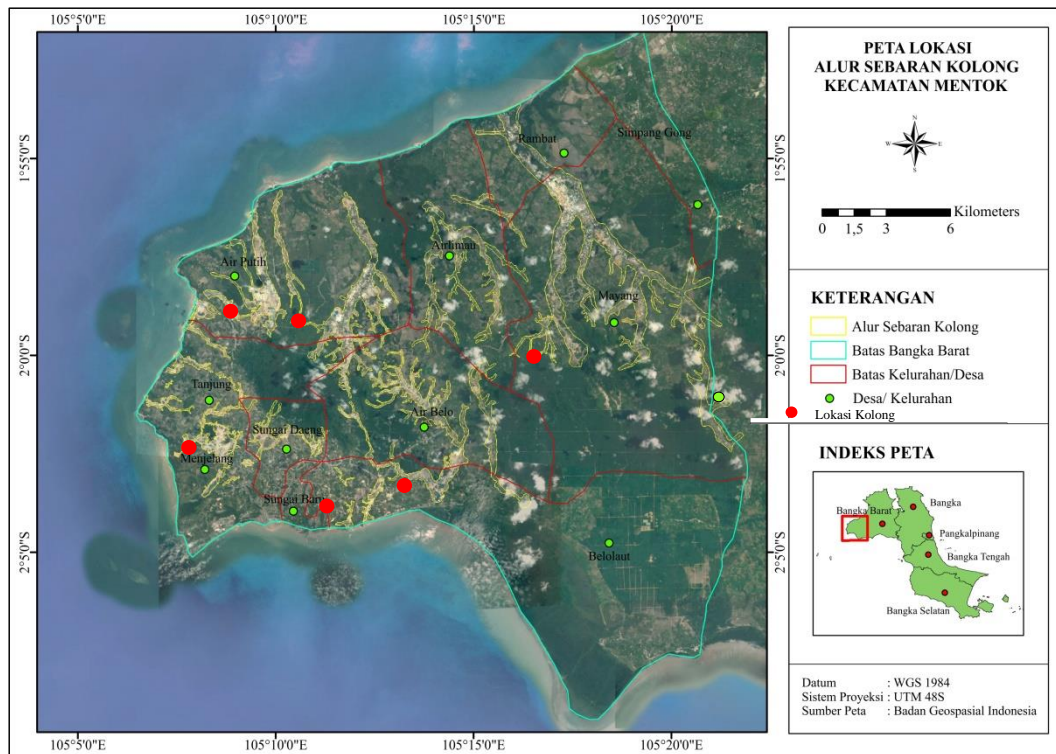 105°5'0"E 105°10'0"E 105°15'0"E 105°20'0"E
1°55'0"S
2°0'0"S
2°5'0"S
Rambat
Simpang Gong
Airlimau
Air Putih
Mayang
Tanjung
Air Belo
Sungai Daeng
Menjelang
Sungai Baru
Belolaut
1°55'0"S
2°0'0"S
2°5'0"S
105°5'0"E 105°10'0"E 105°15'0"E 105°20'0"E
PETA LOKASI
ALUR SEBARAN KOLONG
KECAMATAN MENTOK
N
W E
S
Kilometers
0 1,5 3 6
KETERANGAN
Alur Sebaran Kolong
Batas Bangka Barat
Batas Kelurahan/Desa
Desa/ Kelurahan
Lokasi Kolong
INDEKS PETA
Bangka
Bangka Barat
Pangkalpinang
Bangka Tengah
Bangka Selatan
Datum : WGS 1984
Sistem Proyeksi : UTM 48S
Sumber Peta : Badan Geospasial Indonesia